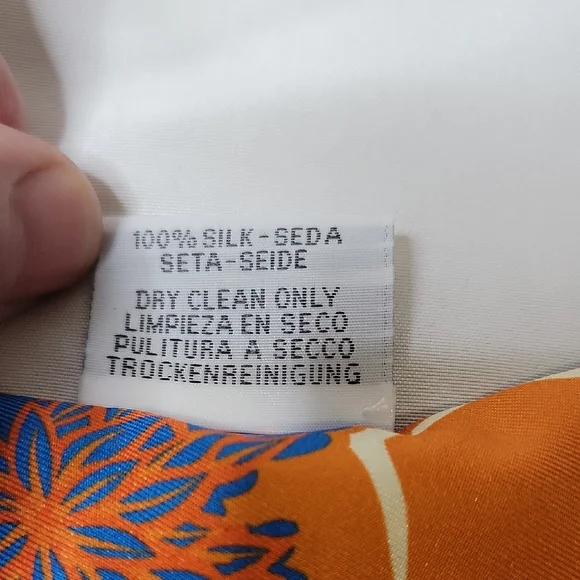 100% SILK-SEDA
SETA-SEIDE
DRY CLEAN ONLY
LIMPIEZA EN SECO
PULITURA A SECCO
TROCKENREINIGUNG